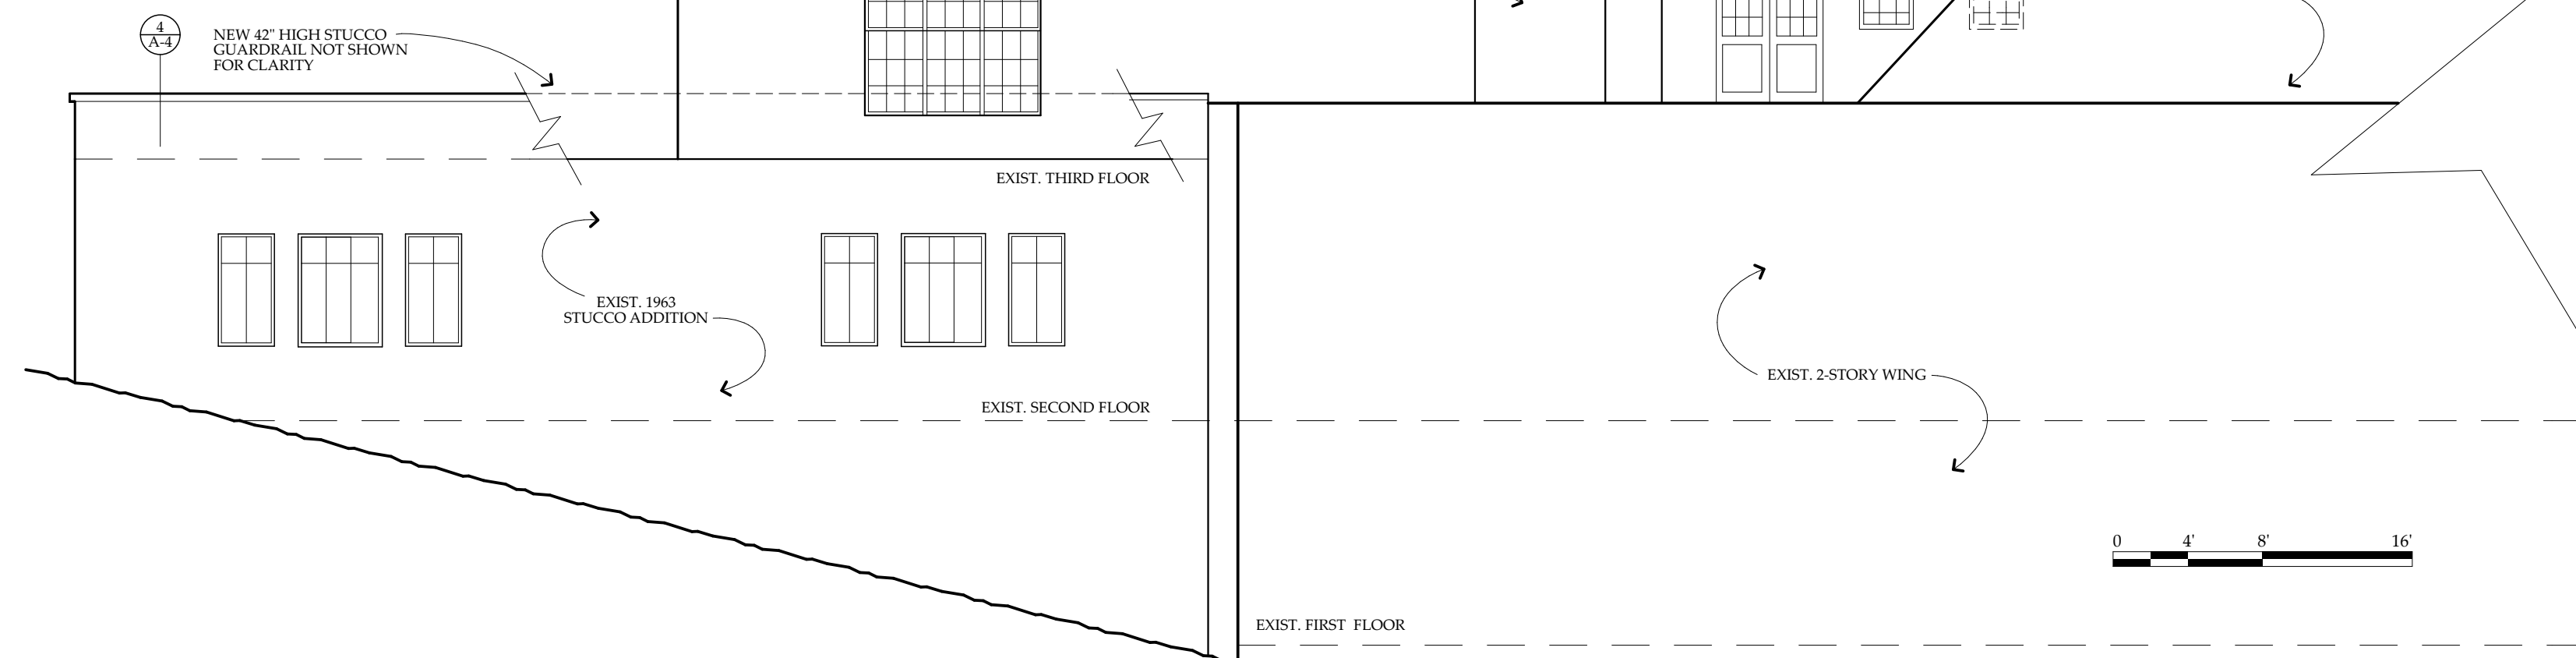 4
A-4
NEW 42" HIGH STUCCO
GUARDRAIL NOT SHOWN
FOR CLARITY
EXIST. THIRD FLOOR
EXIST. 1963
STUCCO ADDITION
EXIST. 2-STORY WING
EXIST. SECOND FLOOR
0 4' 8' 16'
EXIST. FIRST FLOOR